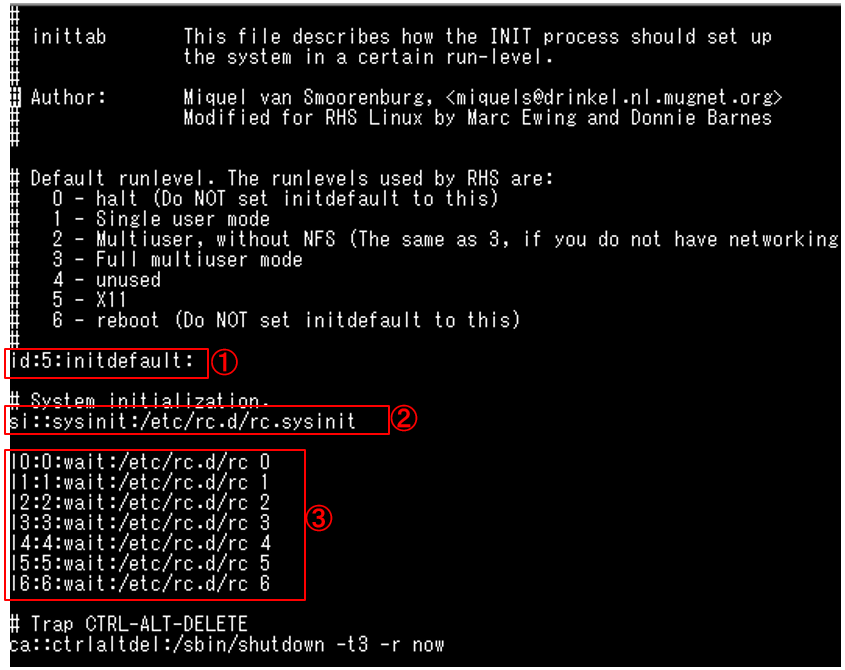 #
# inittab       This file describes how the INIT process should set up
#               the system in a certain run-level.
#
# Author:       Miquel van Smoorenburg, <miquels@drinkel.nl.mugnet.org>
#               Modified for RHS Linux by Marc Ewing and Donnie Barnes
#

# Default runlevel. The runlevels used by RHS are:
#   0 - halt (Do NOT set initdefault to this)
#   1 - Single user mode
#   2 - Multiuser, without NFS (The same as 3, if you do not have networking
#   3 - Full multiuser mode
#   4 - unused
#   5 - X11
#   6 - reboot (Do NOT set initdefault to this)
#
id:5:initdefault: ①

# System initialization.
si::sysinit:/etc/rc.d/rc.sysinit ②

l0:0:wait:/etc/rc.d/rc 0
l1:1:wait:/etc/rc.d/rc 1
l2:2:wait:/etc/rc.d/rc 2
l3:3:wait:/etc/rc.d/rc 3 ③
l4:4:wait:/etc/rc.d/rc 4
l5:5:wait:/etc/rc.d/rc 5
l6:6:wait:/etc/rc.d/rc 6

# Trap CTRL-ALT-DELETE
ca::ctrlaltdel:/sbin/shutdown -t3 -r now